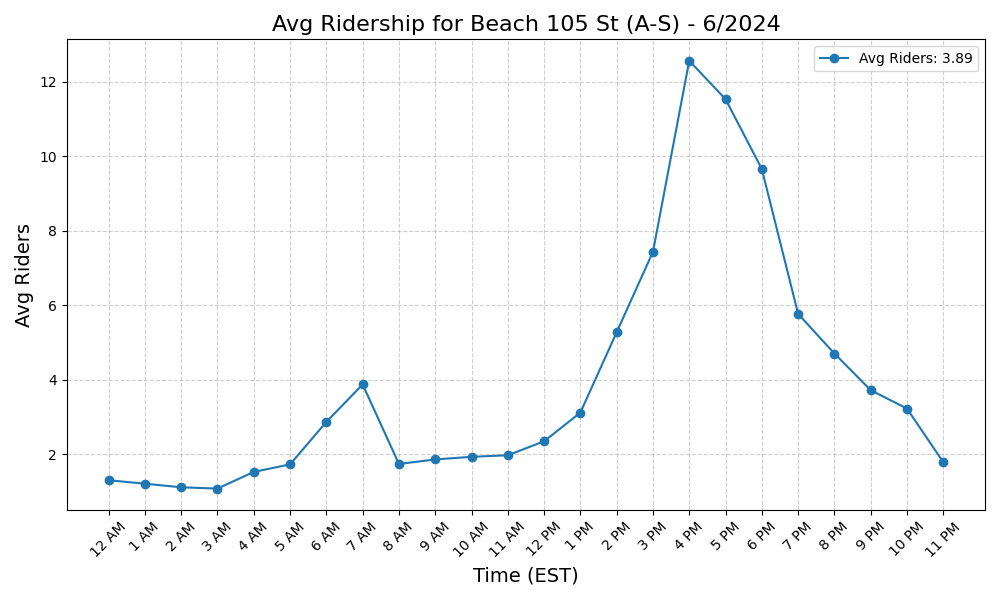 Avg Ridership for Beach 105 St (A-S) - 6/2024
Avg Riders: 3.89
Avg Riders
12
10
8
6
4
2
12 AM
1 AM
2 AM
3 AM
4 AM
5 AM
6 AM
7 AM
8 AM
9 AM
10 AM
11 AM
12 PM
1 PM
2 PM
3 PM
4 PM
5 PM
6 PM
7 PM
8 PM
9 PM
10 PM
11 PM
Time (EST)